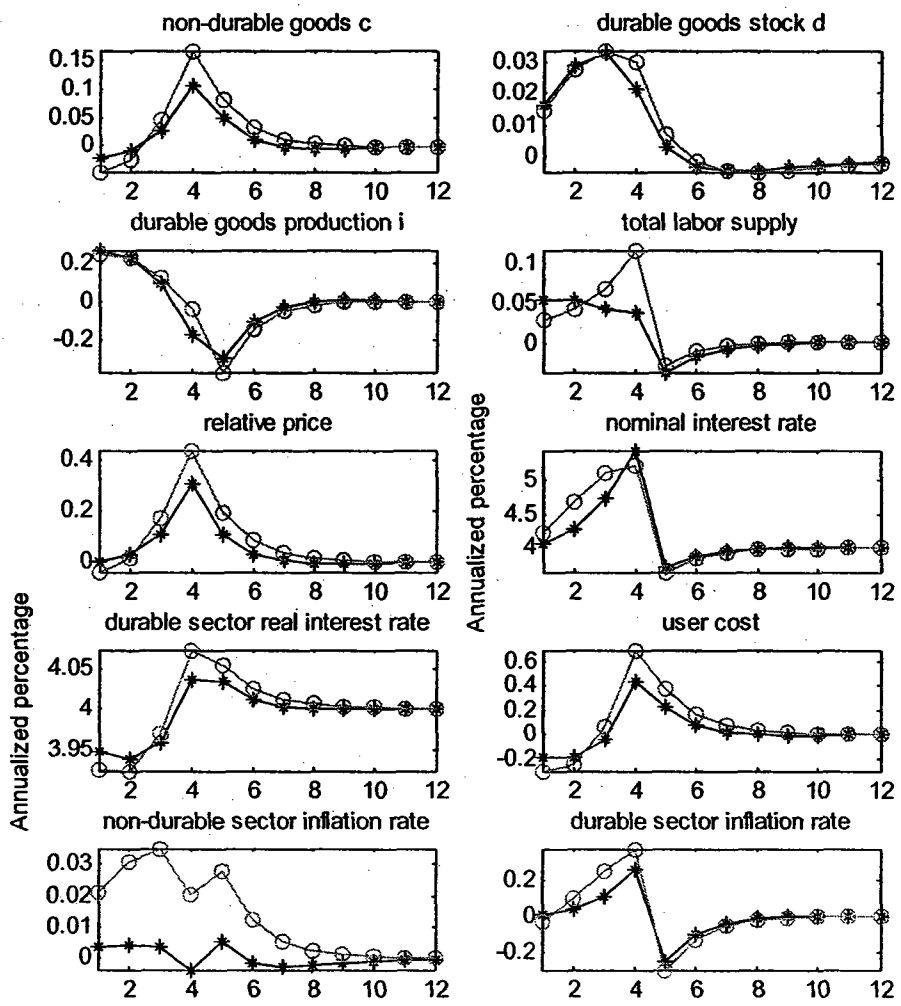 non-durable goods c
0.15
0.1
0.05
0
2 4 6 8 10 12
durable goods stock d
0.03
0.02
0.01
0
2 4 6 8 10 12
durable goods production i
0.2
0
-0.2
2 4 6 8 10 12
total labor supply
0.1
0.05
0
2 4 6 8 10 12
relative price
0.4
0.2
0
2 4 6 8 10 12
Annualized percentage
nominal interest rate
5
4.5
4
2 4 6 8 10 12
Annualized percentage
durable sector real interest rate
4.05
4
3.95
2 4 6 8 10 12
user cost
0.6
0.4
0.2
0
-0.2
2 4 6 8 10 12
non-durable sector inflation rate
0.03
0.02
0.01
0
2 4 6 8 10 12
durable sector inflation rate
0.2
0
-0.2
2 4 6 8 10 12